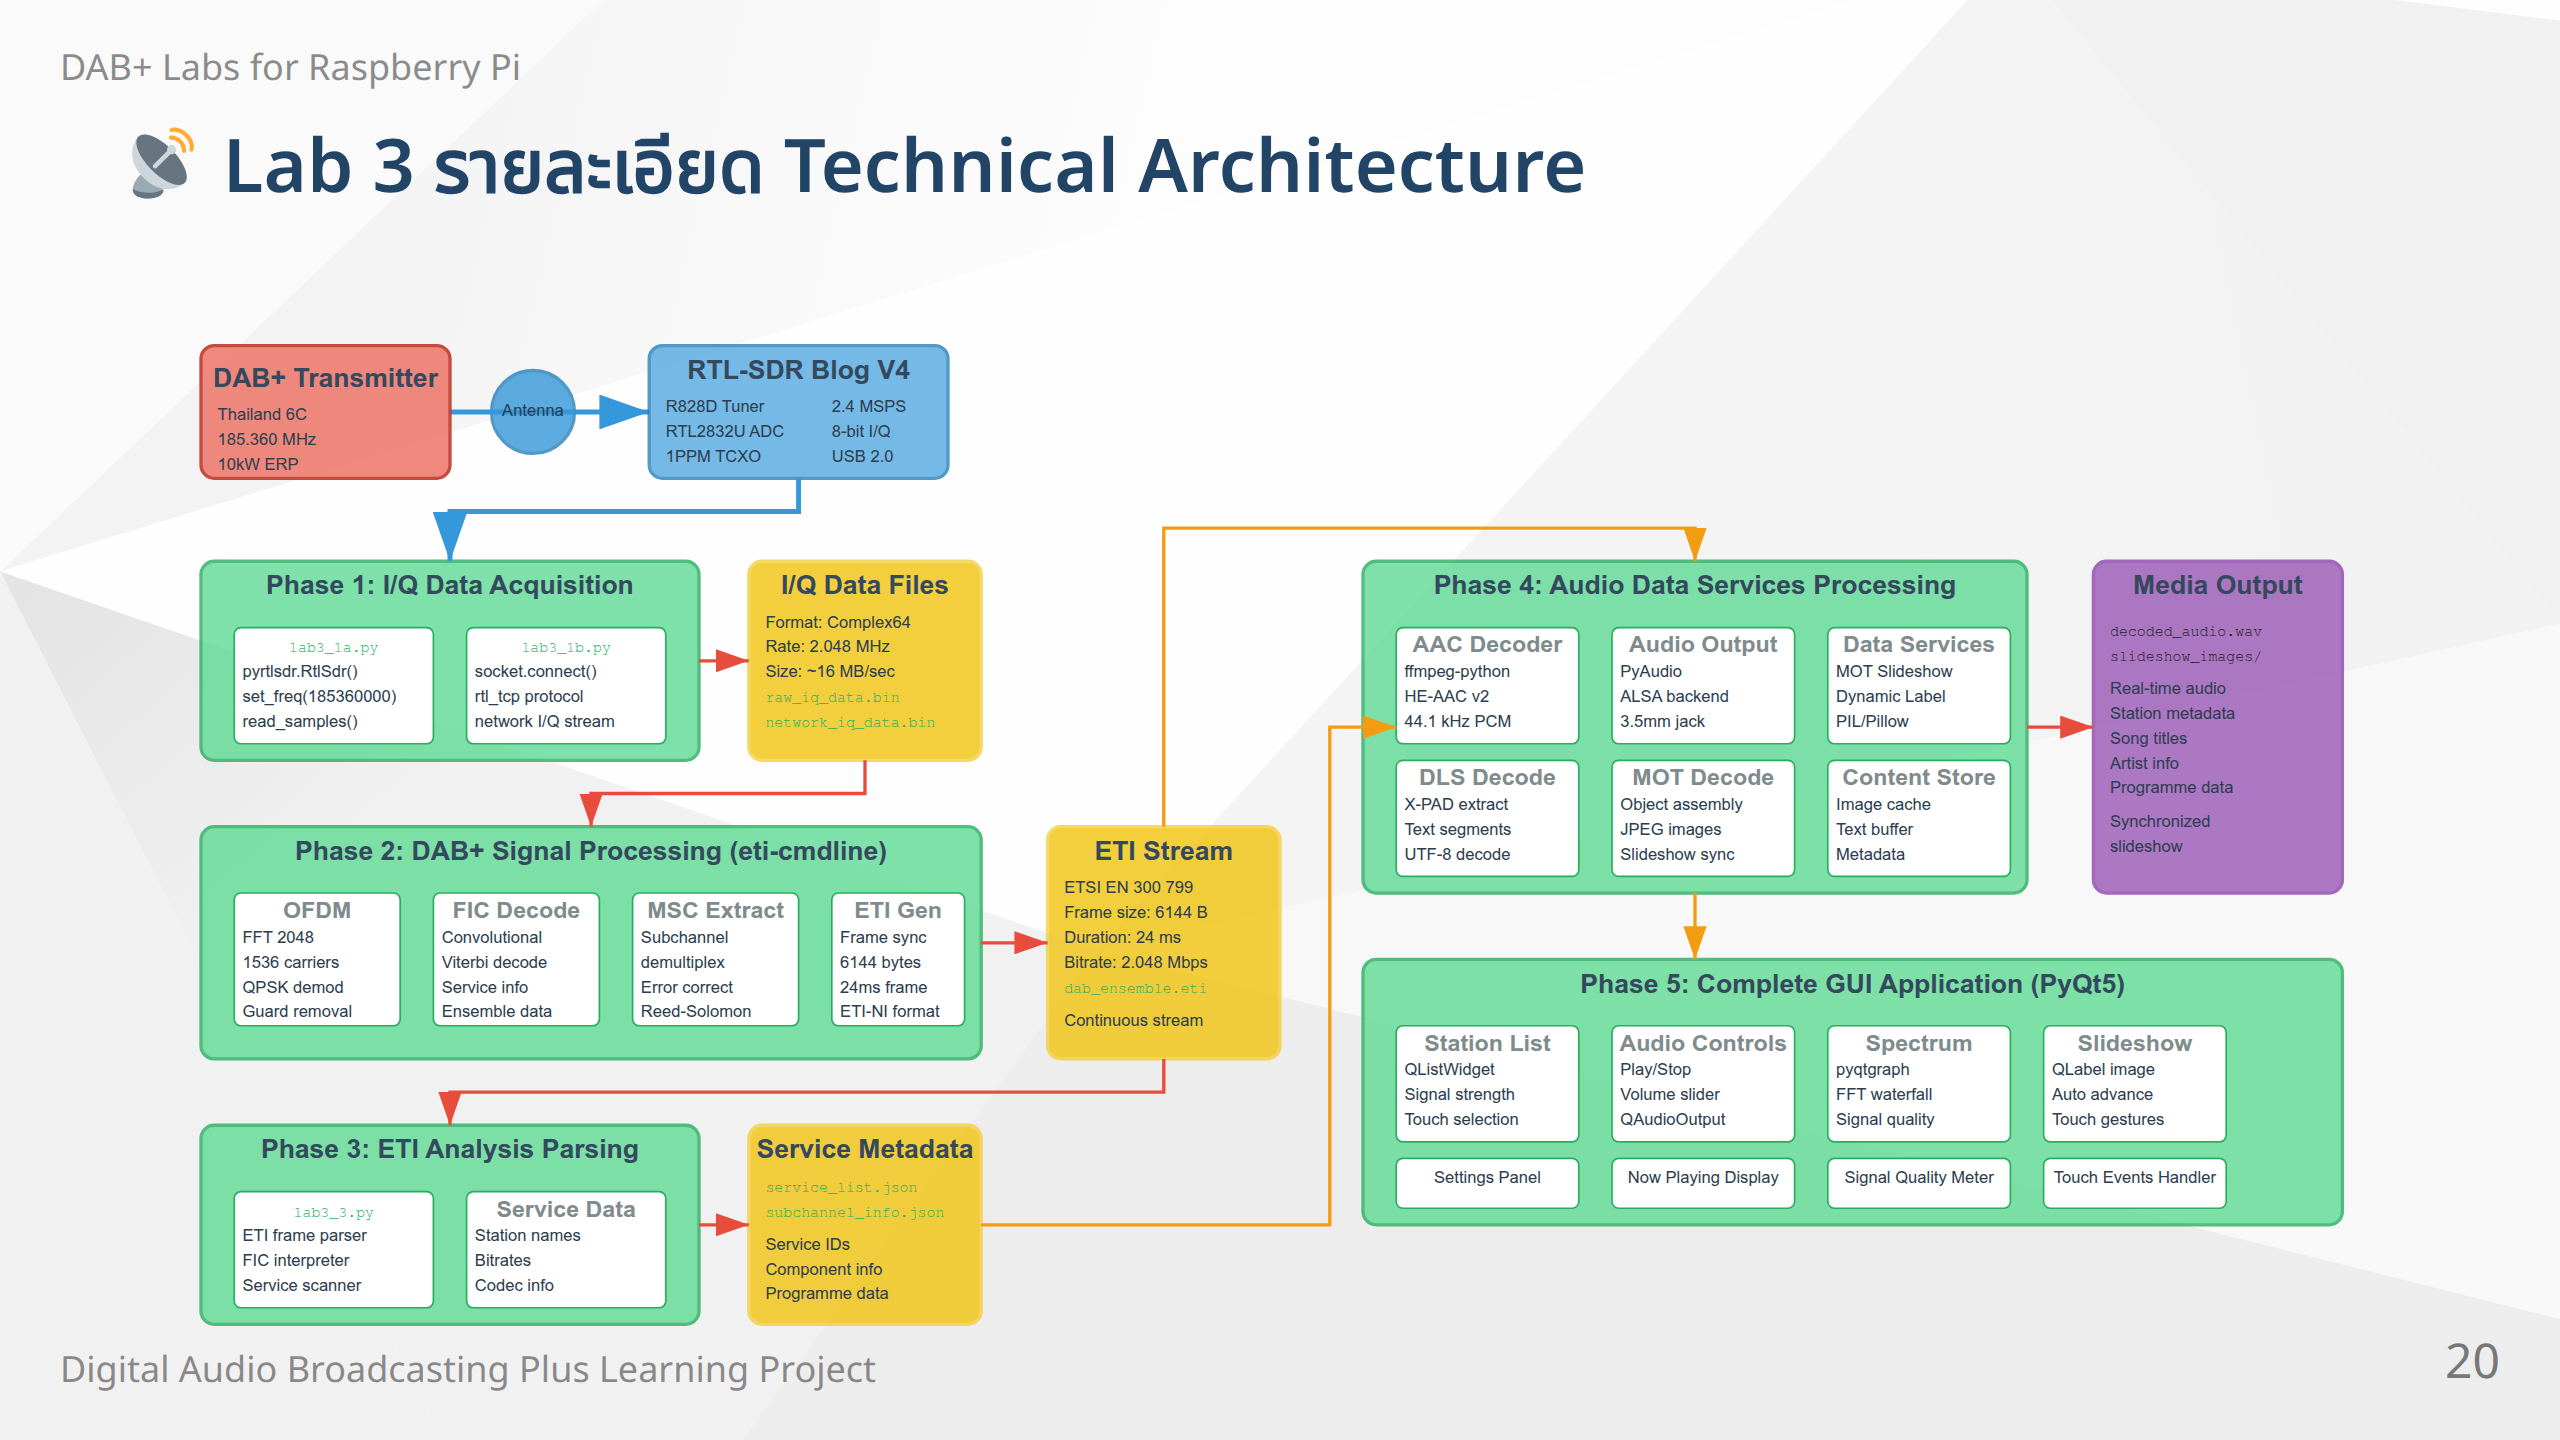 DAB+ Labs for Raspberry Pi
Lab 3 รายละเอียด Technical Architecture
DAB+ Transmitter
Thailand 6C
185.360 MHz
10kW ERP
Antenna
RTL-SDR Blog V4
R828D Tuner
RTL2832U ADC
1PPM TCXO
2.4 MSPS
8-bit I/Q
USB 2.0
Phase 1: I/Q Data Acquisition
lab3_1a.py
pyrtlsdr.RtlSdr()
set_freq(185360000)
read_samples()
lab3_1b.py
socket.connect()
rtl_tcp protocol
network I/Q stream
I/Q Data Files
Format: Complex64
Rate: 2.048 MHz
Size: ~16 MB/sec
raw_iq_data.bin
network_iq_data.bin
Phase 2: DAB+ Signal Processing (eti-cmdline)
OFDM
FFT 2048
1536 carriers
QPSK demod
Guard removal
FIC Decode
Convolutional
Viterbi decode
Service info
Ensemble data
MSC Extract
Subchannel
demultiplex
Error correct
Reed-Solomon
ETI Gen
Frame sync
6144 bytes
24ms frame
ETI-NI format
ETI Stream
ETSI EN 300 799
Frame size: 6144 B
Duration: 24 ms
Bitrate: 2.048 Mbps
dab_ensemble.eti
Continuous stream
Phase 3: ETI Analysis Parsing
lab3_3.py
ETI frame parser
FIC interpreter
Service scanner
Service Data
Station names
Bitrates
Codec info
Service Metadata
service_list.json
subchannel_info.json
Service IDs
Component info
Programme data
Phase 4: Audio Data Services Processing
AAC Decoder
ffmpeg-python
HE-AAC v2
44.1 kHz PCM
Audio Output
PyAudio
ALSA backend
3.5mm jack
Data Services
MOT Slideshow
Dynamic Label
PIL/Pillow
DLS Decode
X-PAD extract
Text segments
UTF-8 decode
MOT Decode
Object assembly
JPEG images
Slideshow sync
Content Store
Image cache
Text buffer
Metadata
Media Output
decoded_audio.wav
slideshow_images/
Real-time audio
Station metadata
Song titles
Artist info
Programme data
Synchronized
slideshow
Phase 5: Complete GUI Application (PyQt5)
Station List
QListWidget
Signal strength
Touch selection
Audio Controls
Play/Stop
Volume slider
QAudioOutput
Spectrum
pyqtgraph
FFT waterfall
Signal quality
Slideshow
QLabel image
Auto advance
Touch gestures
Settings Panel
Now Playing Display
Signal Quality Meter
Touch Events Handler
Digital Audio Broadcasting Plus Learning Project
20